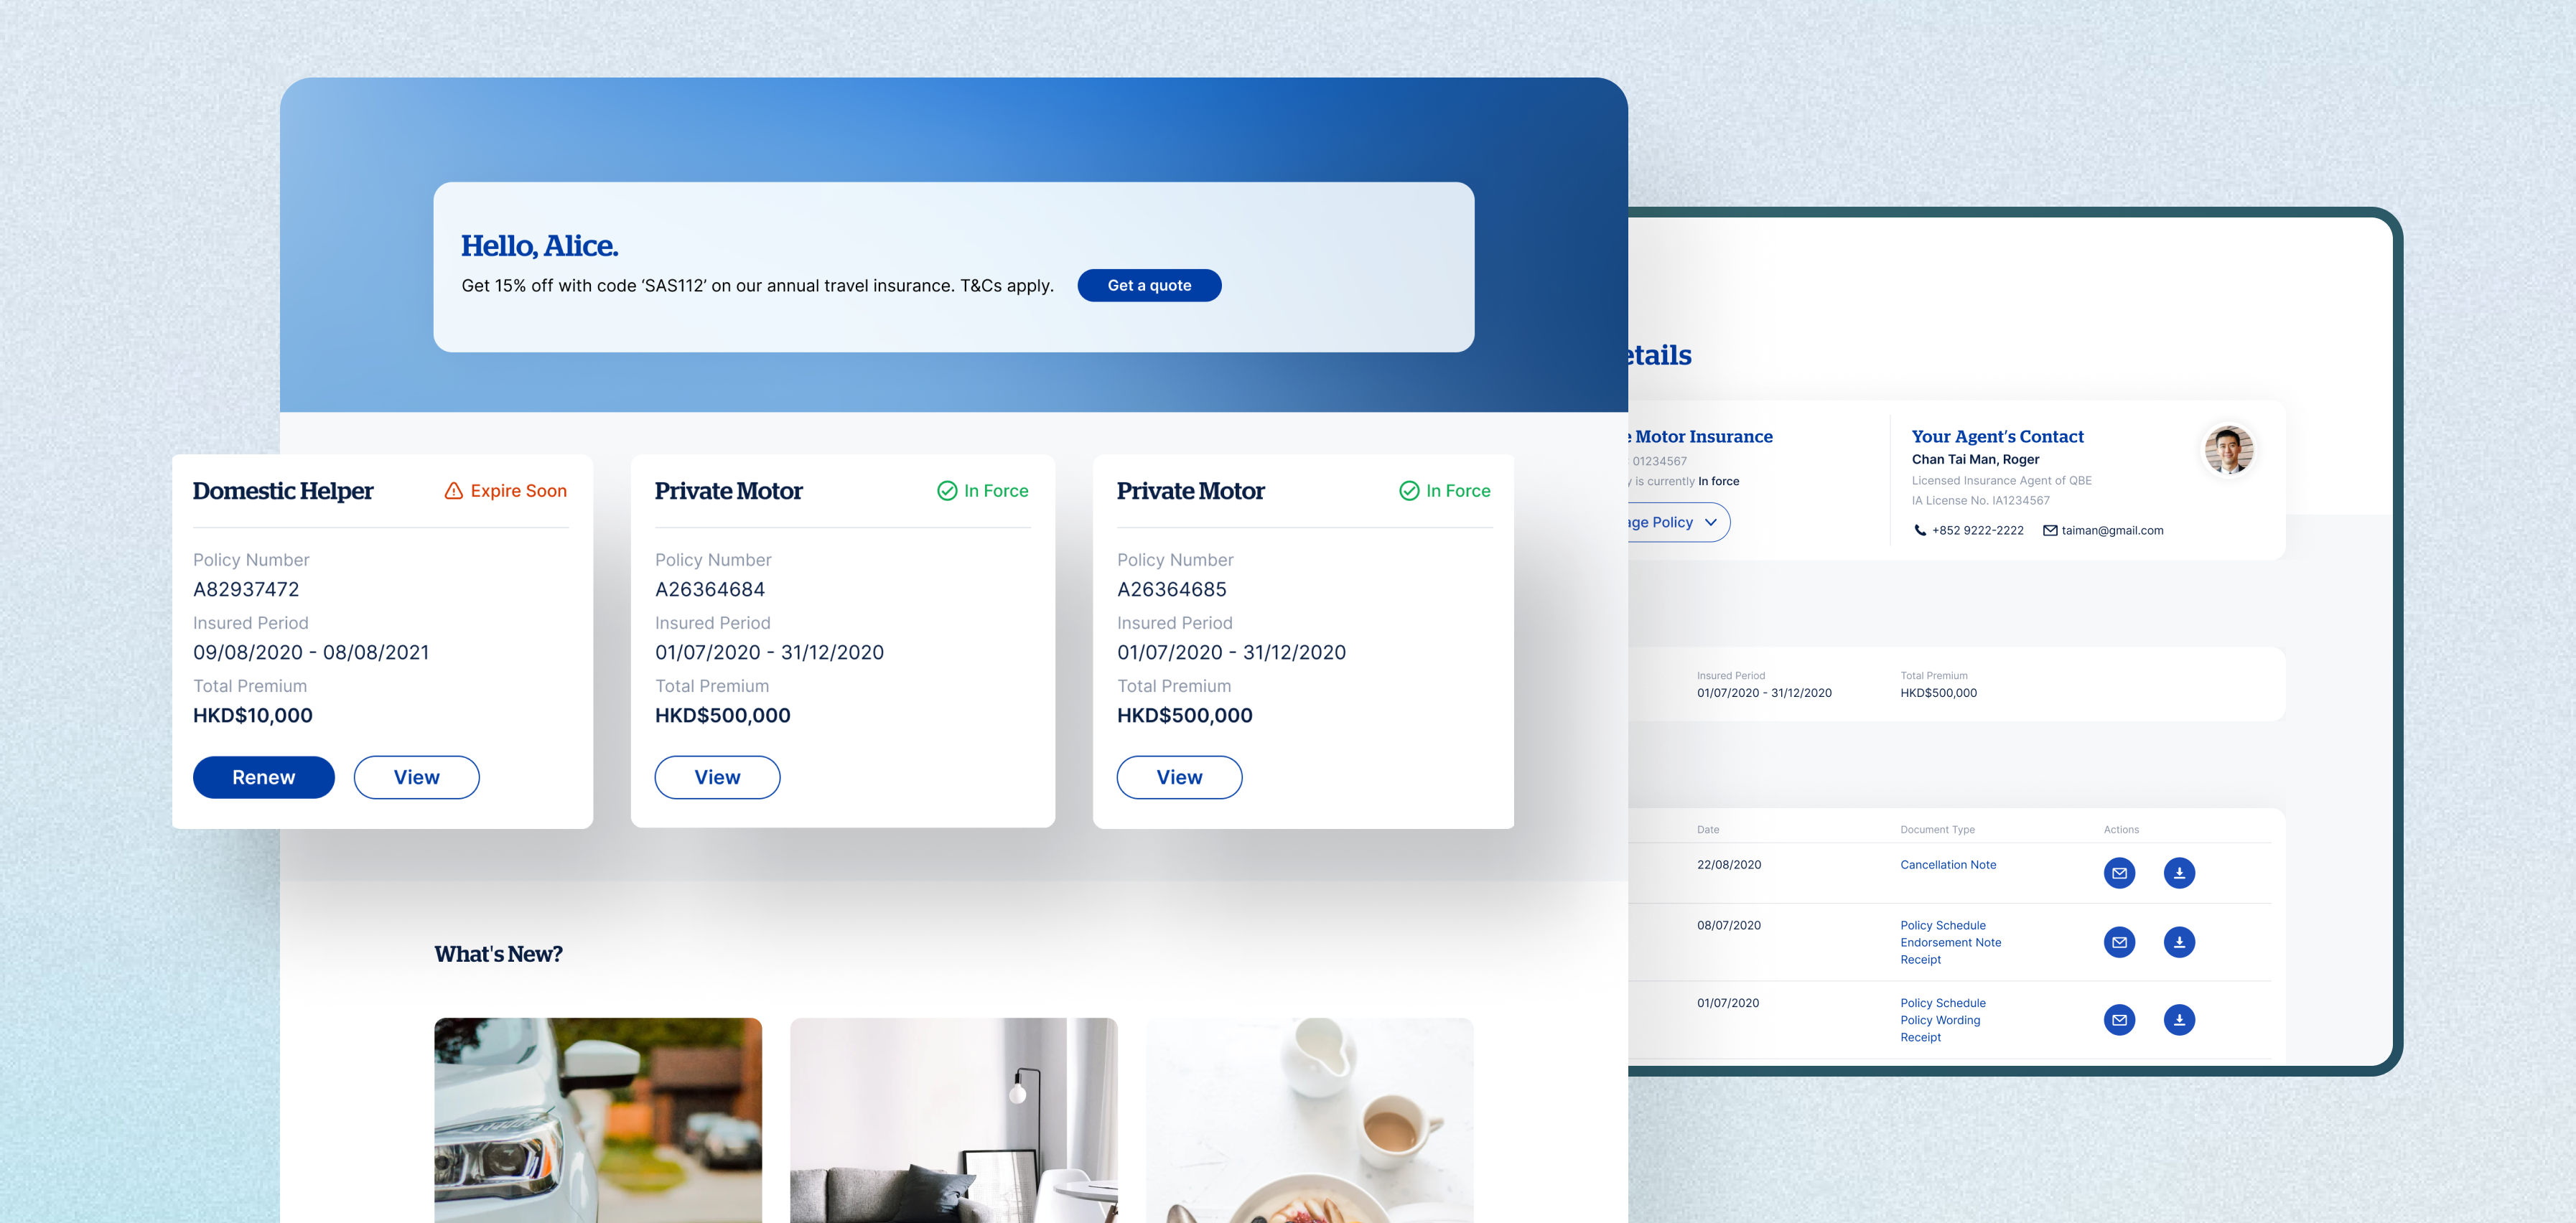 Hello, Alice.
Get 15% off with code ‘SAS112’ on our annual travel insurance. T&Cs apply.
Get a quote
Domestic Helper
Expire Soon
Policy Number
A82937472
Insured Period
09/08/2020 - 08/08/2021
Total Premium
HKD$10,000
Renew
View
Private Motor
In Force
Policy Number
A26364684
Insured Period
01/07/2020 - 31/12/2020
Total Premium
HKD$500,000
View
Private Motor
In Force
Policy Number
A26364685
Insured Period
01/07/2020 - 31/12/2020
Total Premium
HKD$500,000
View
What's New?
etails
Motor Insurance
01234567
is currently In force
age Policy
Your Agent’s Contact
Chan Tai Man, Roger
Licensed Insurance Agent of QBE
IA License No. IA1234567
+852 9222-2222
taiman@gmail.com
Insured Period
01/07/2020 - 31/12/2020
Total Premium
HKD$500,000
Date
Document Type
Actions
22/08/2020
Cancellation Note
08/07/2020
Policy Schedule
Endorsement Note
Receipt
01/07/2020
Policy Schedule
Policy Wording
Receipt